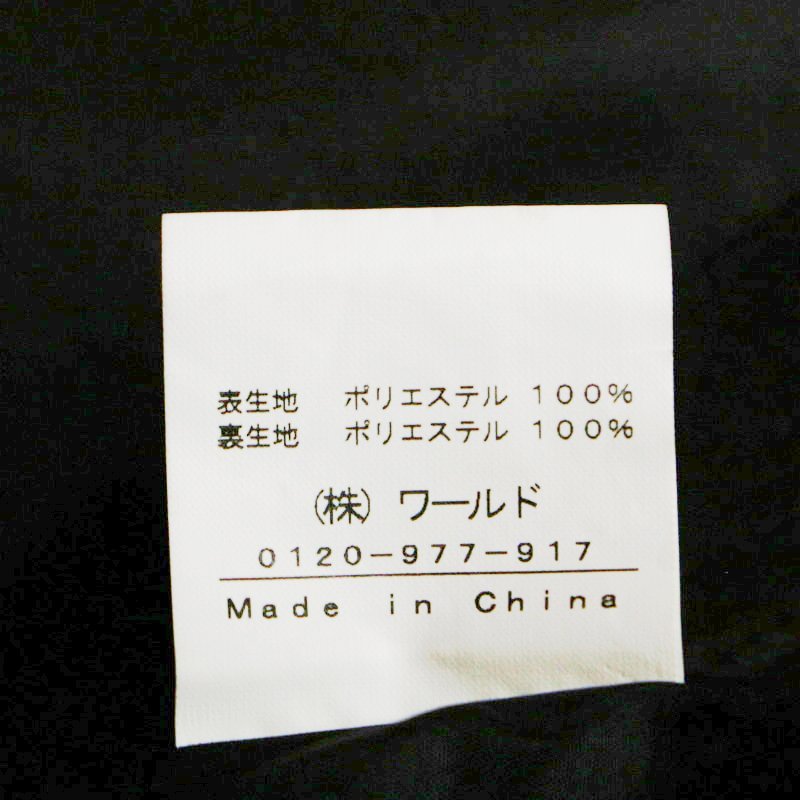 表生地 ポリエステル 100%
裏生地 ポリエステル 100%
(株) ワールド
0120-977-917
Made in China